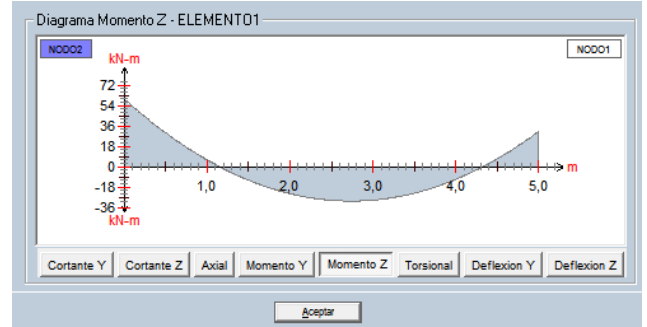 Diagrama Momento Z - ELEMENTO1
NODO2
NODO1
kN-m
72
54
36
18
0
m
-18
1,0 2,0 3,0 4,0 5,0
-36
kN-m
Cortante Y Cortante Z Axial Momento Y Momento Z Torsional Deflexion Y Deflexion Z
Aceptar